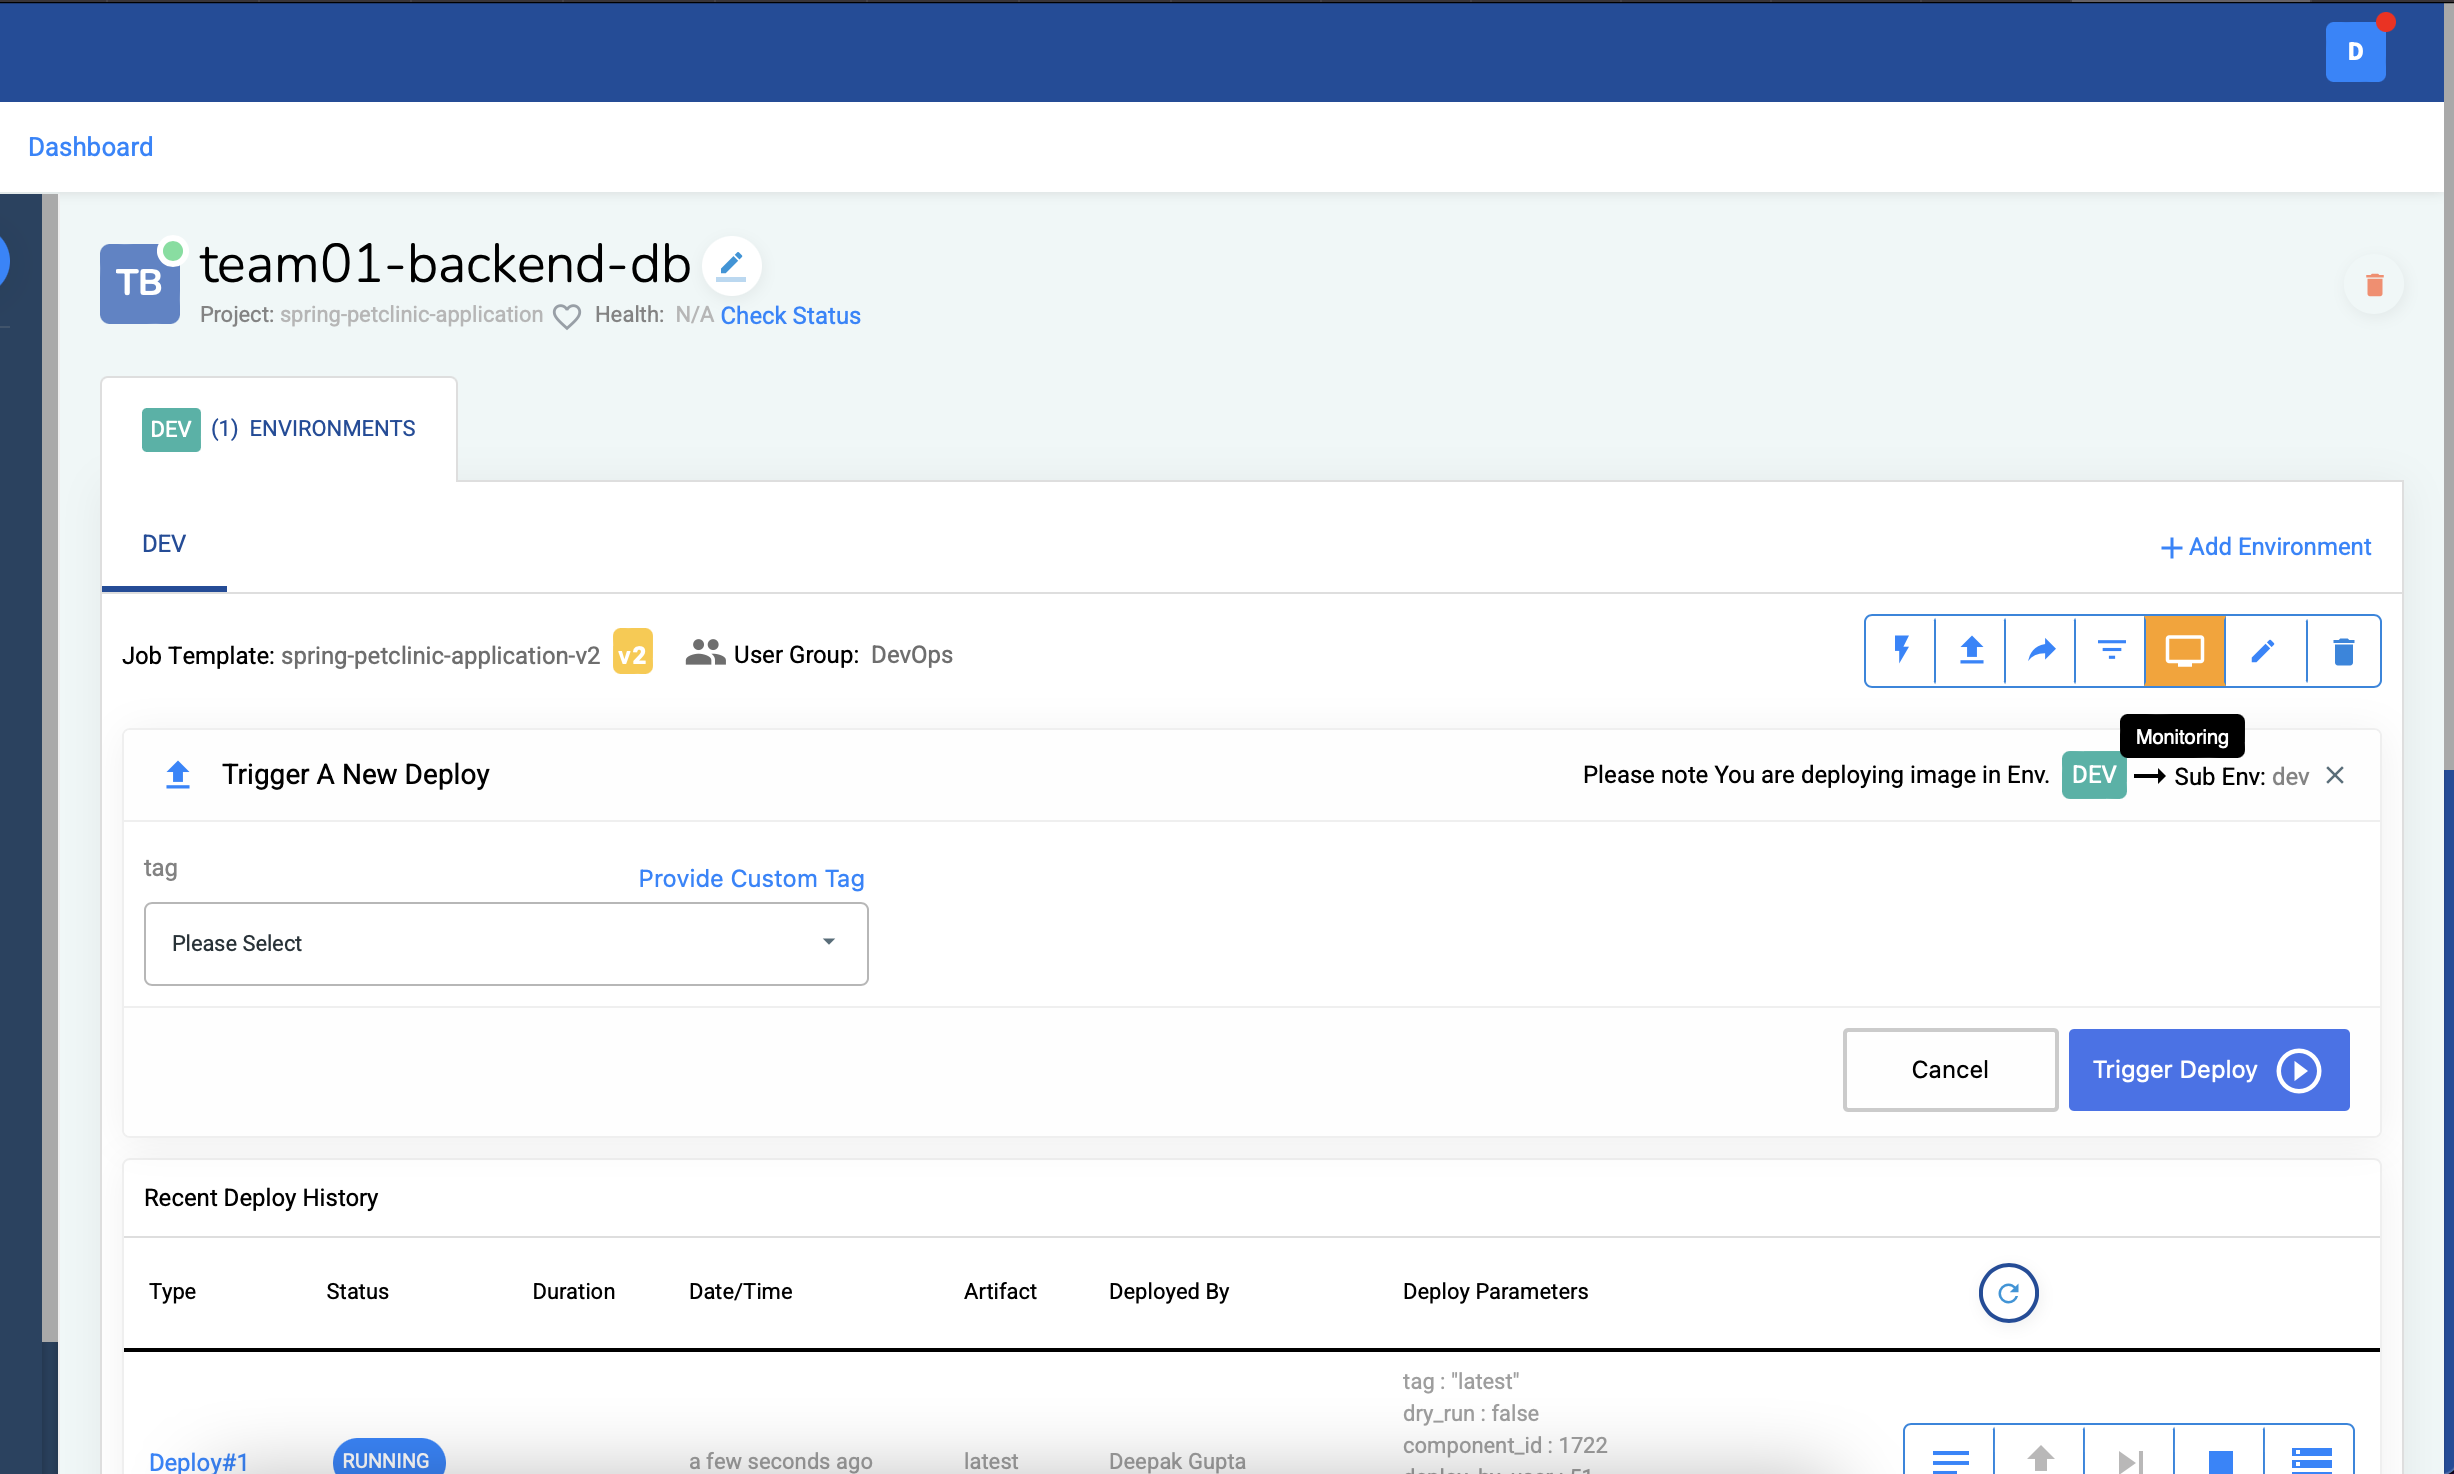 D
Dashboard
TB
team01-backend-db
Project: spring-petclinic-application Health: N/A Check Status
DEV (1) ENVIRONMENTS
DEV
Add Environment
Job Template: spring-petclinic-application-v2 v2 User Group: DevOps
Monitoring
Trigger A New Deploy
Please note You are deploying image in Env. DEV Sub Env: dev
tag
Provide Custom Tag
Please Select
Cancel
Trigger Deploy
Recent Deploy History
Type Status Duration Date/Time Artifact Deployed By Deploy Parameters
tag : "latest"
dry_run : false
component_id : 1722
Deploy#1 RUNNING a few seconds ago latest Deepak Gupta